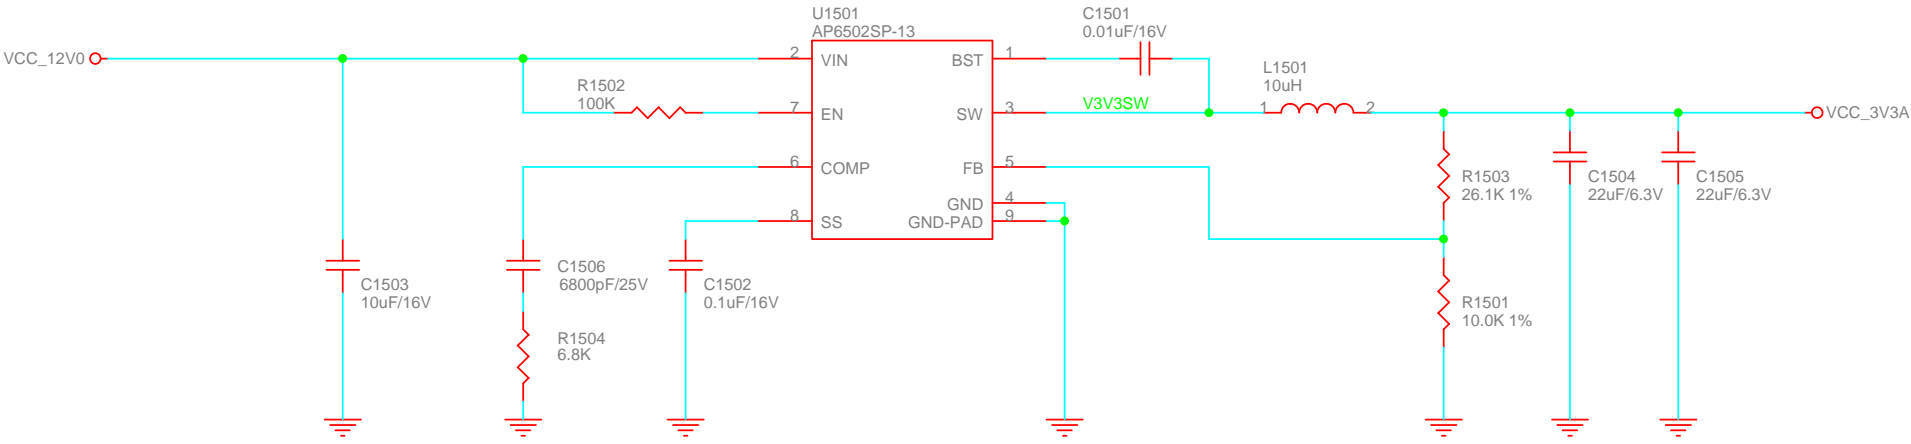 U1501
AP6502SP-13
C1501
0.01uF/16V
VCC_12V0
2
VIN
BST
1
L1501
10uH
R1502
100K
7
EN
SW
3
V3V3SW
1
2
VCC_3V3A
6
COMP
FB
5
R1503
26.1K 1%
C1504
22uF/6.3V
C1505
22uF/6.3V
8
SS
GND
4
GND-PAD
9
C1503
10uF/16V
C1506
6800pF/25V
C1502
0.1uF/16V
R1501
10.0K 1%
R1504
6.8K